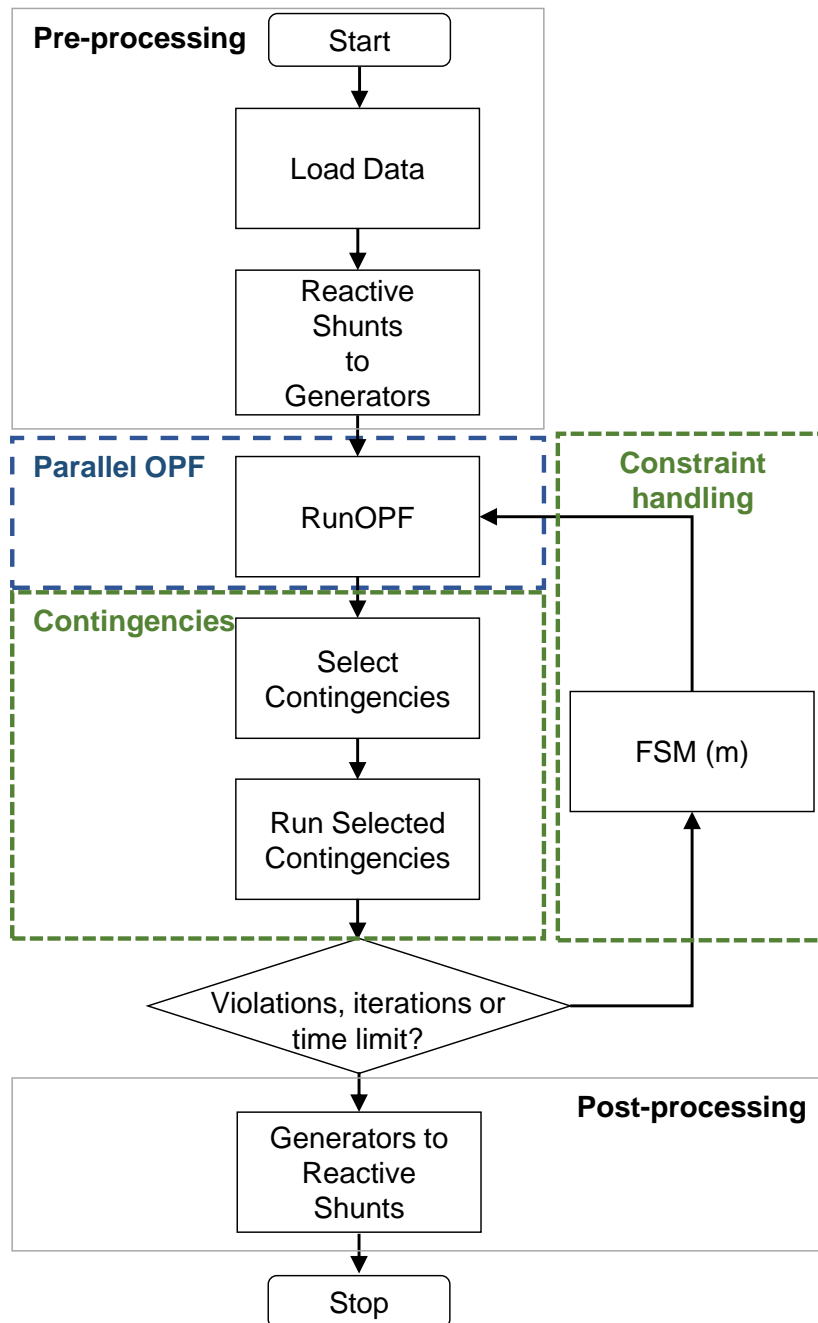 Pre-processing
Start
Load Data
Reactive
Shunts
to
Generators
Parallel OPF
RunOPF
Constraint
handling
Contingencies
Select
Contingencies
FSM (m)
Run Selected
Contingencies
Violations, iterations or
time limit?
Post-processing
Generators to
Reactive
Shunts
Stop